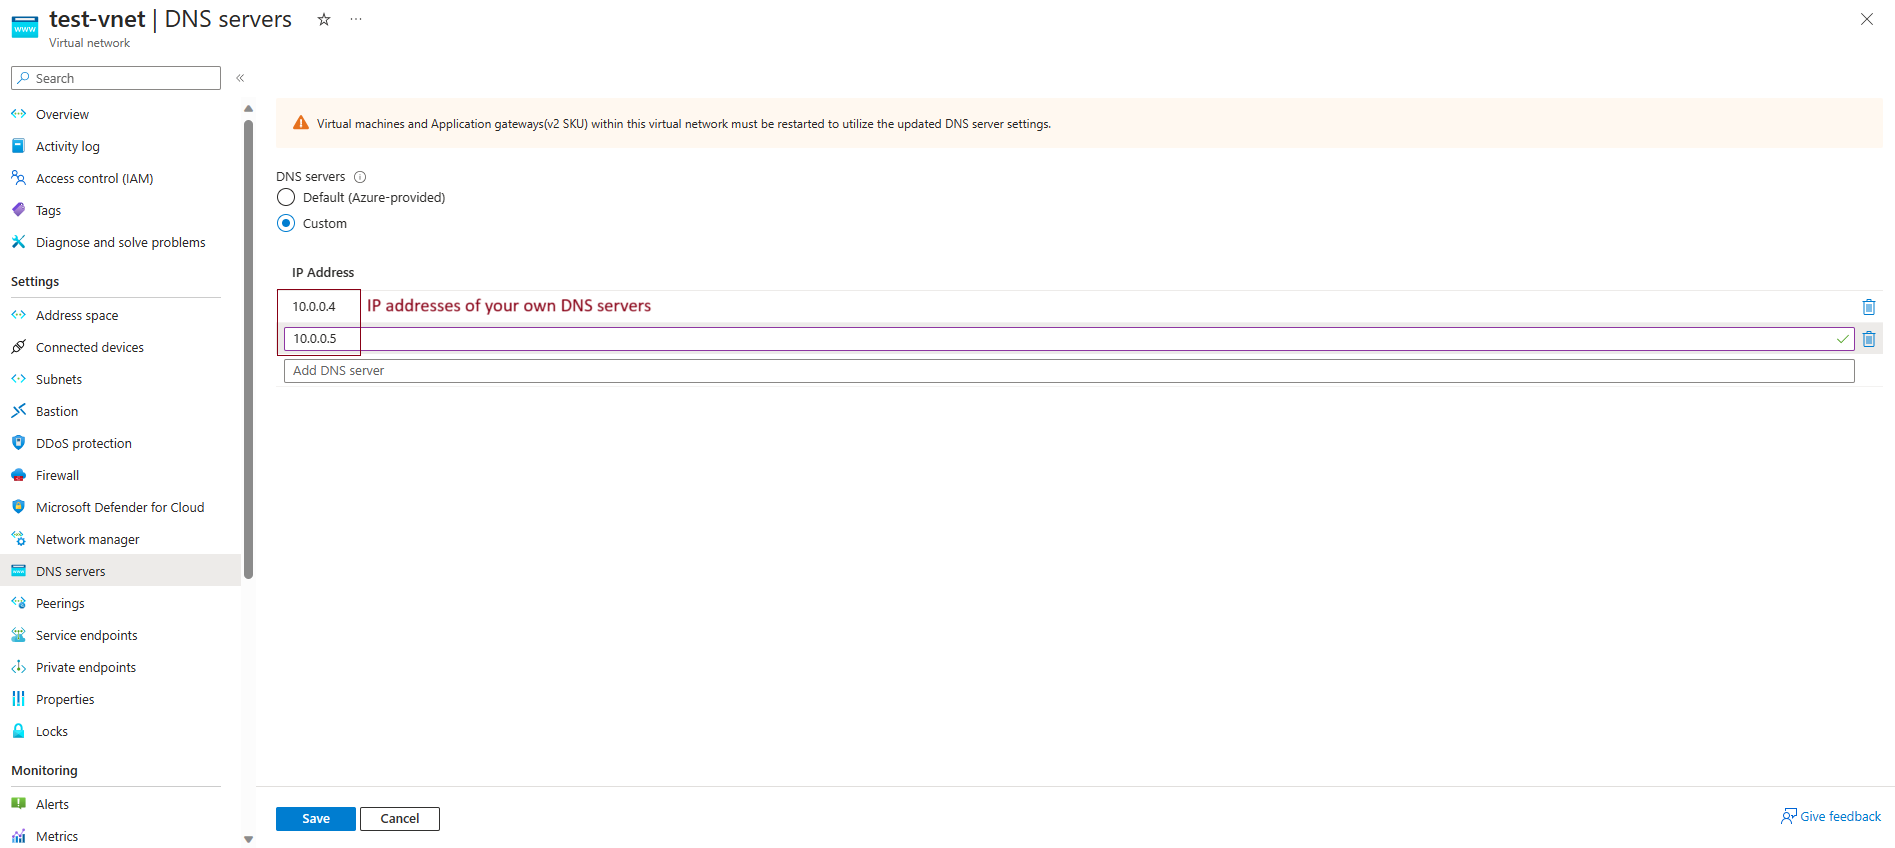 test-vnet | DNS servers
Virtual network
Search
Overview
Activity log
Access control (IAM)
Tags
Diagnose and solve problems
Settings
Address space
Connected devices
Subnets
Bastion
DDoS protection
Firewall
Microsoft Defender for Cloud
Network manager
DNS servers
Peerings
Service endpoints
Private endpoints
Properties
Locks
Monitoring
Alerts
Metrics
Virtual machines and Application gateways(v2 SKU) within this virtual network must be restarted to utilize the updated DNS server settings.
DNS servers
Default (Azure-provided)
Custom
IP Address
10.0.0.4 IP addresses of your own DNS servers
10.0.0.5
Add DNS server
Save Cancel
Give feedback